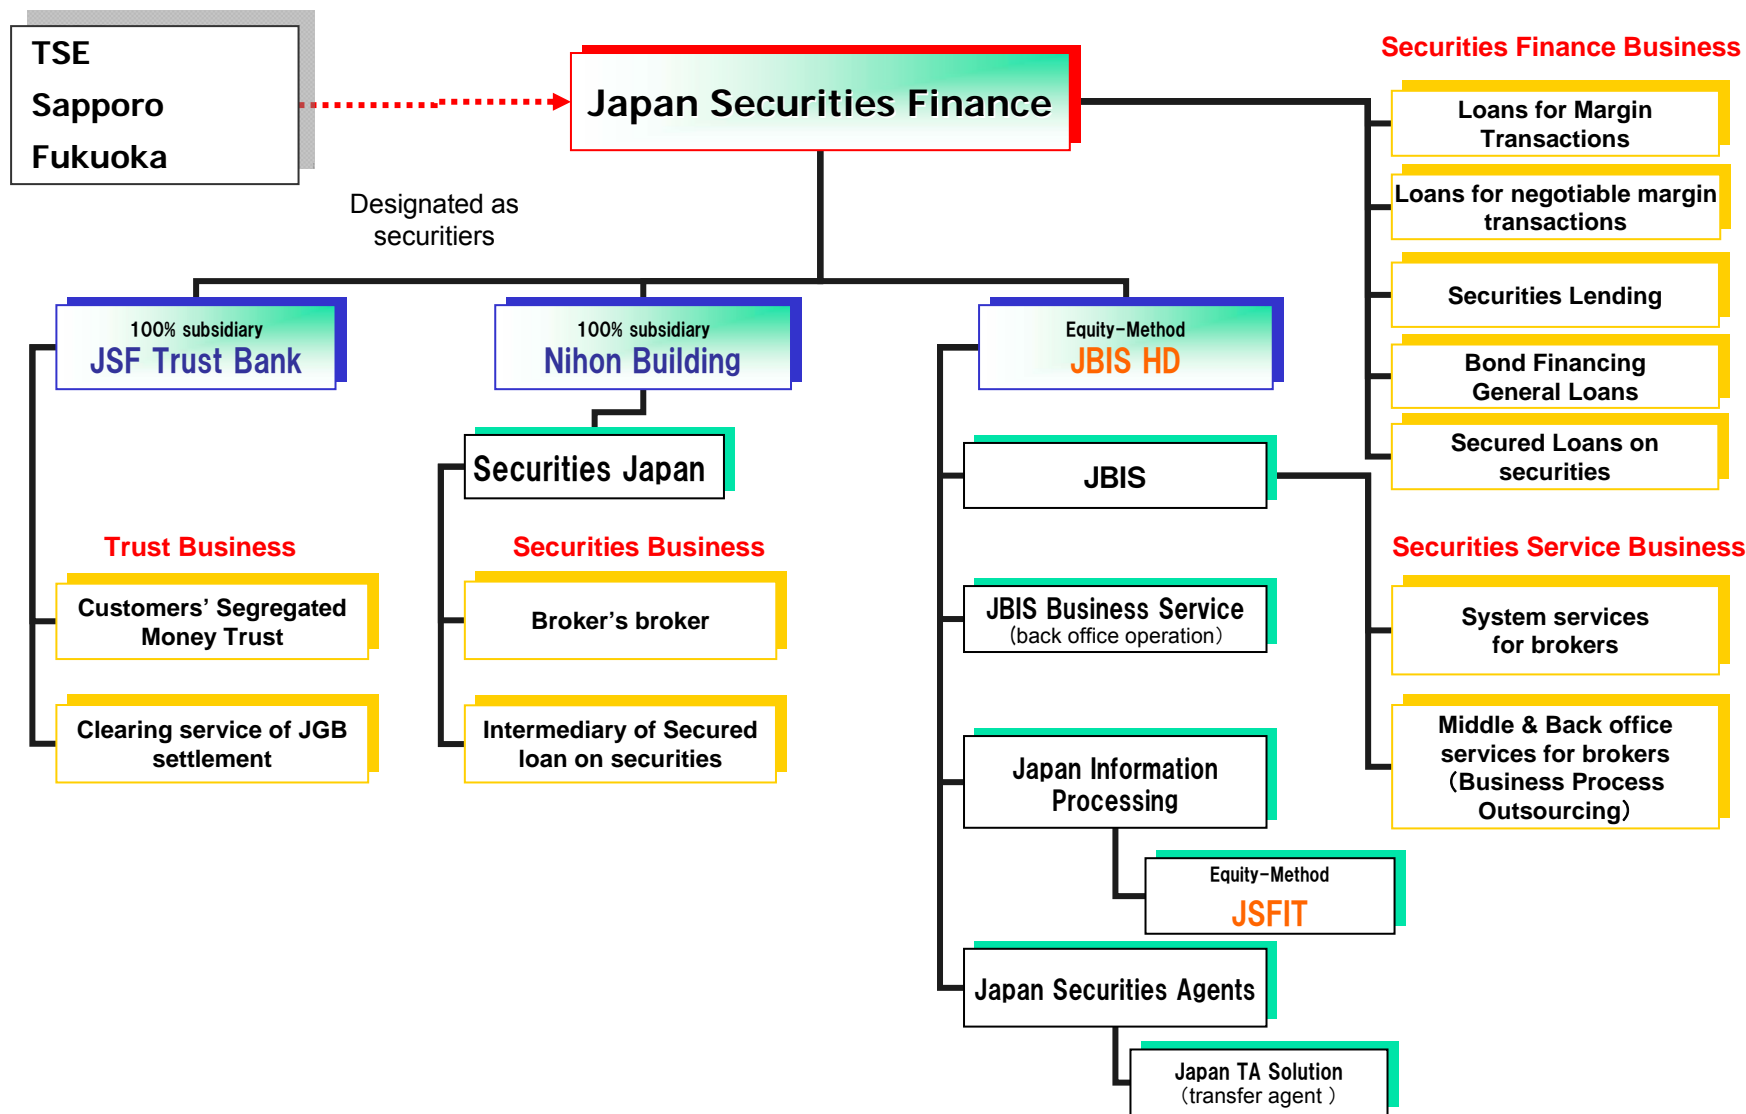 TSE
Sapporo
Fukuoka
Japan Securities Finance
Designated as
securitiers
Securities Finance Business
Loans for Margin
Transactions
Loans for negotiable margin
transactions
Securities Lending
Bond Financing
General Loans
Secured Loans on
securities
100% subsidiary
JSF Trust Bank
100% subsidiary
Nihon Building
Equity-Method
JBIS HD
Securities Japan
JBIS
Trust Business
Customers’ Segregated
Money Trust
Clearing service of JGB
settlement
Securities Business
Broker’s broker
Intermediary of Secured
loan on securities
JBIS Business Service
(back office operation）
Japan Information
Processing
Equity-Method
JSFIT
Japan Securities Agents
Japan TA Solution
（transfer agent ）
Securities Service Business
System services
for brokers
Middle & Back office
services for brokers
（Business Process
Outsourcing）